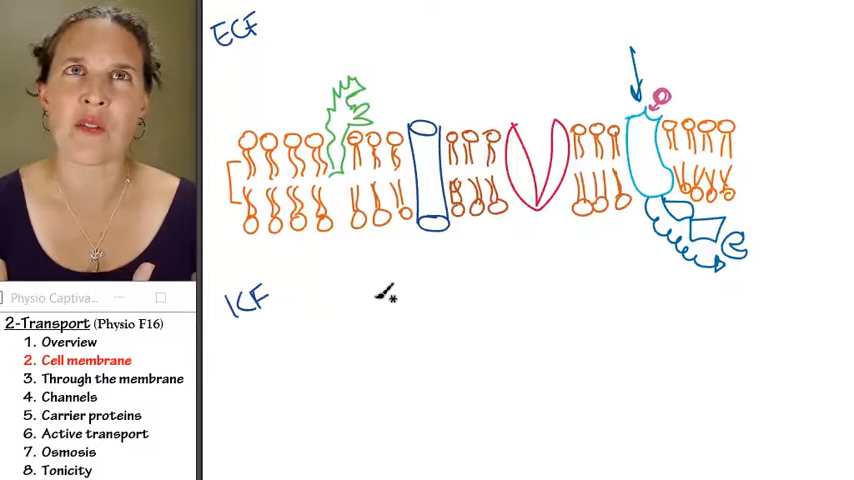 ECF
ICF
Physio Captiva...
2-Transport (Physio F16)
1. Overview
2. Cell membrane
3. Through the membrane
4. Channels
5. Carrier proteins
6. Active transport
7. Osmosis
8. Tonicity